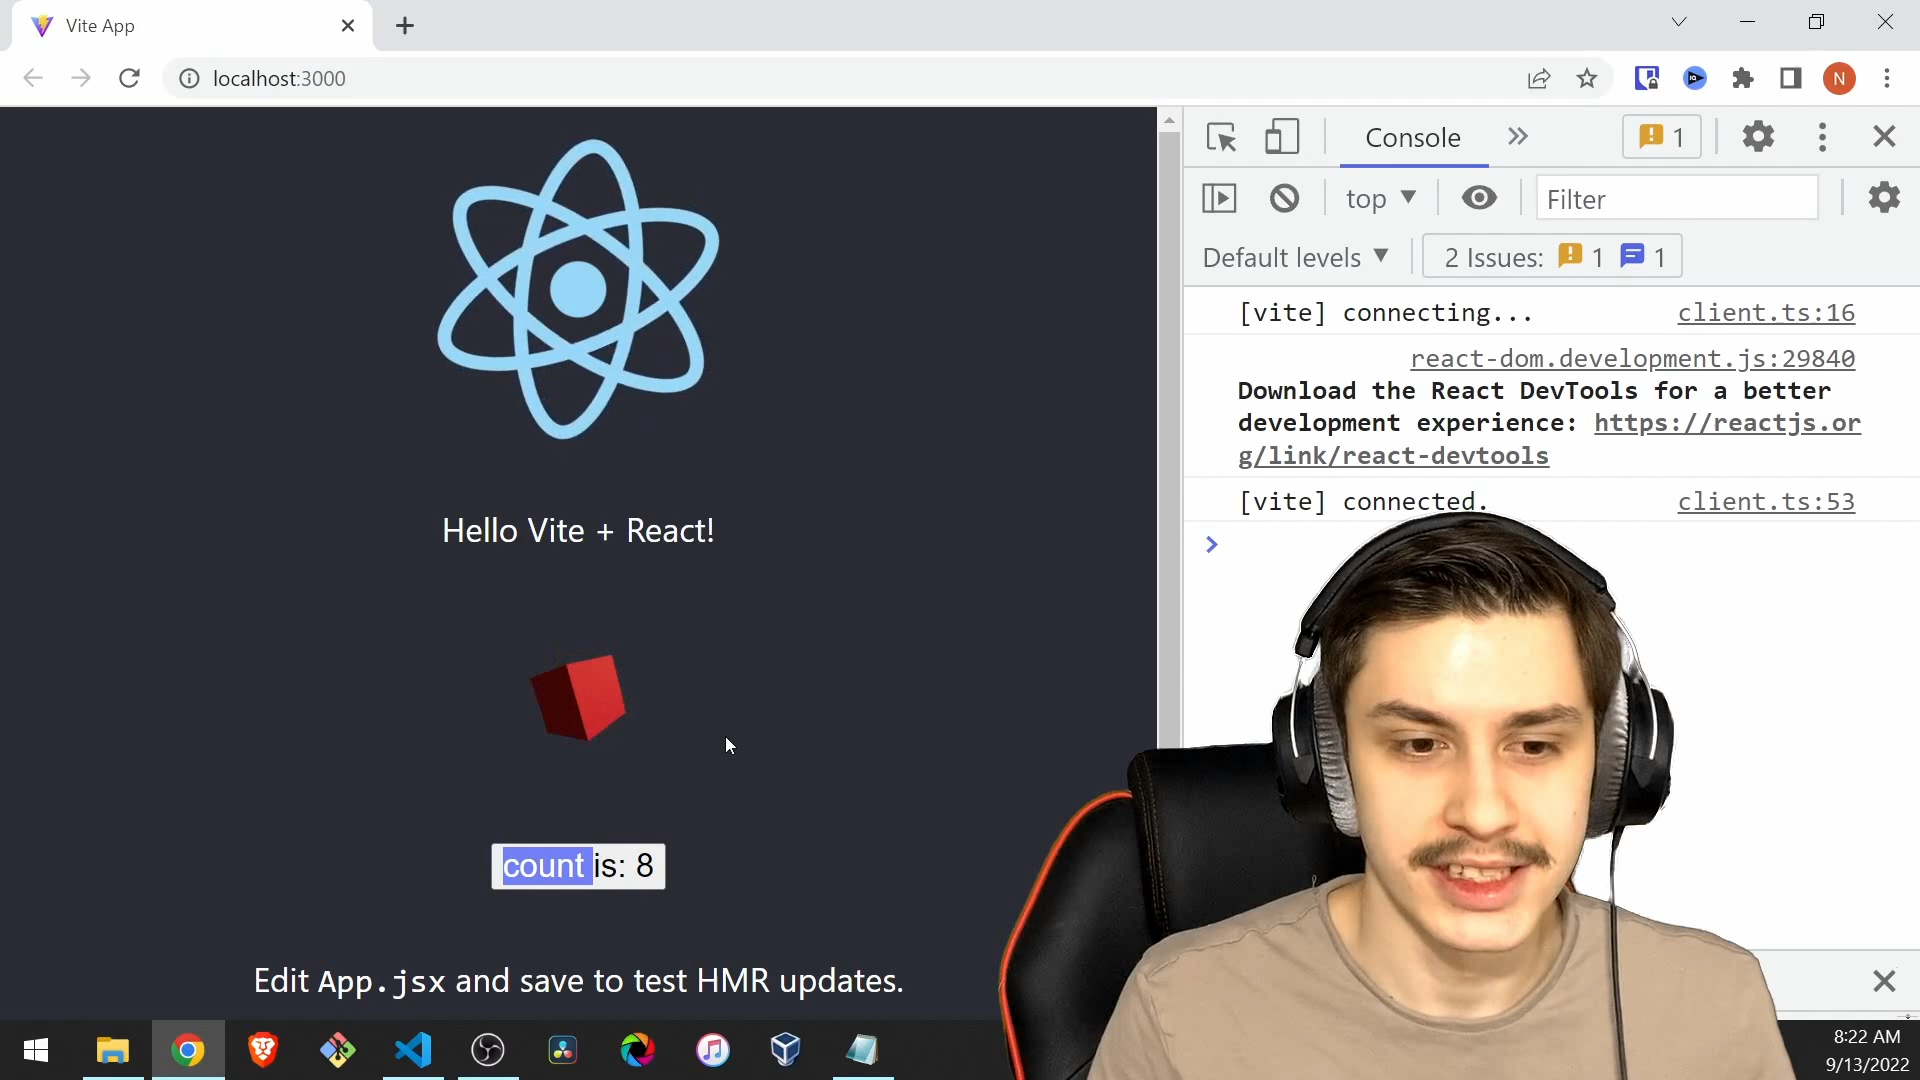 Vite App
localhost:3000
N
Console
1
top
Filter
Default levels
2 Issues: 1 1
[vite] connecting... client.ts:16
react-dom.development.js:29840
Download the React DevTools for a better
development experience: https://reactjs.or
g/link/react-devtools
[vite] connected. client.ts:53
Hello Vite + React!
count is: 8
Edit App.jsx and save to test HMR updates.
8:22 AM
9/13/2022